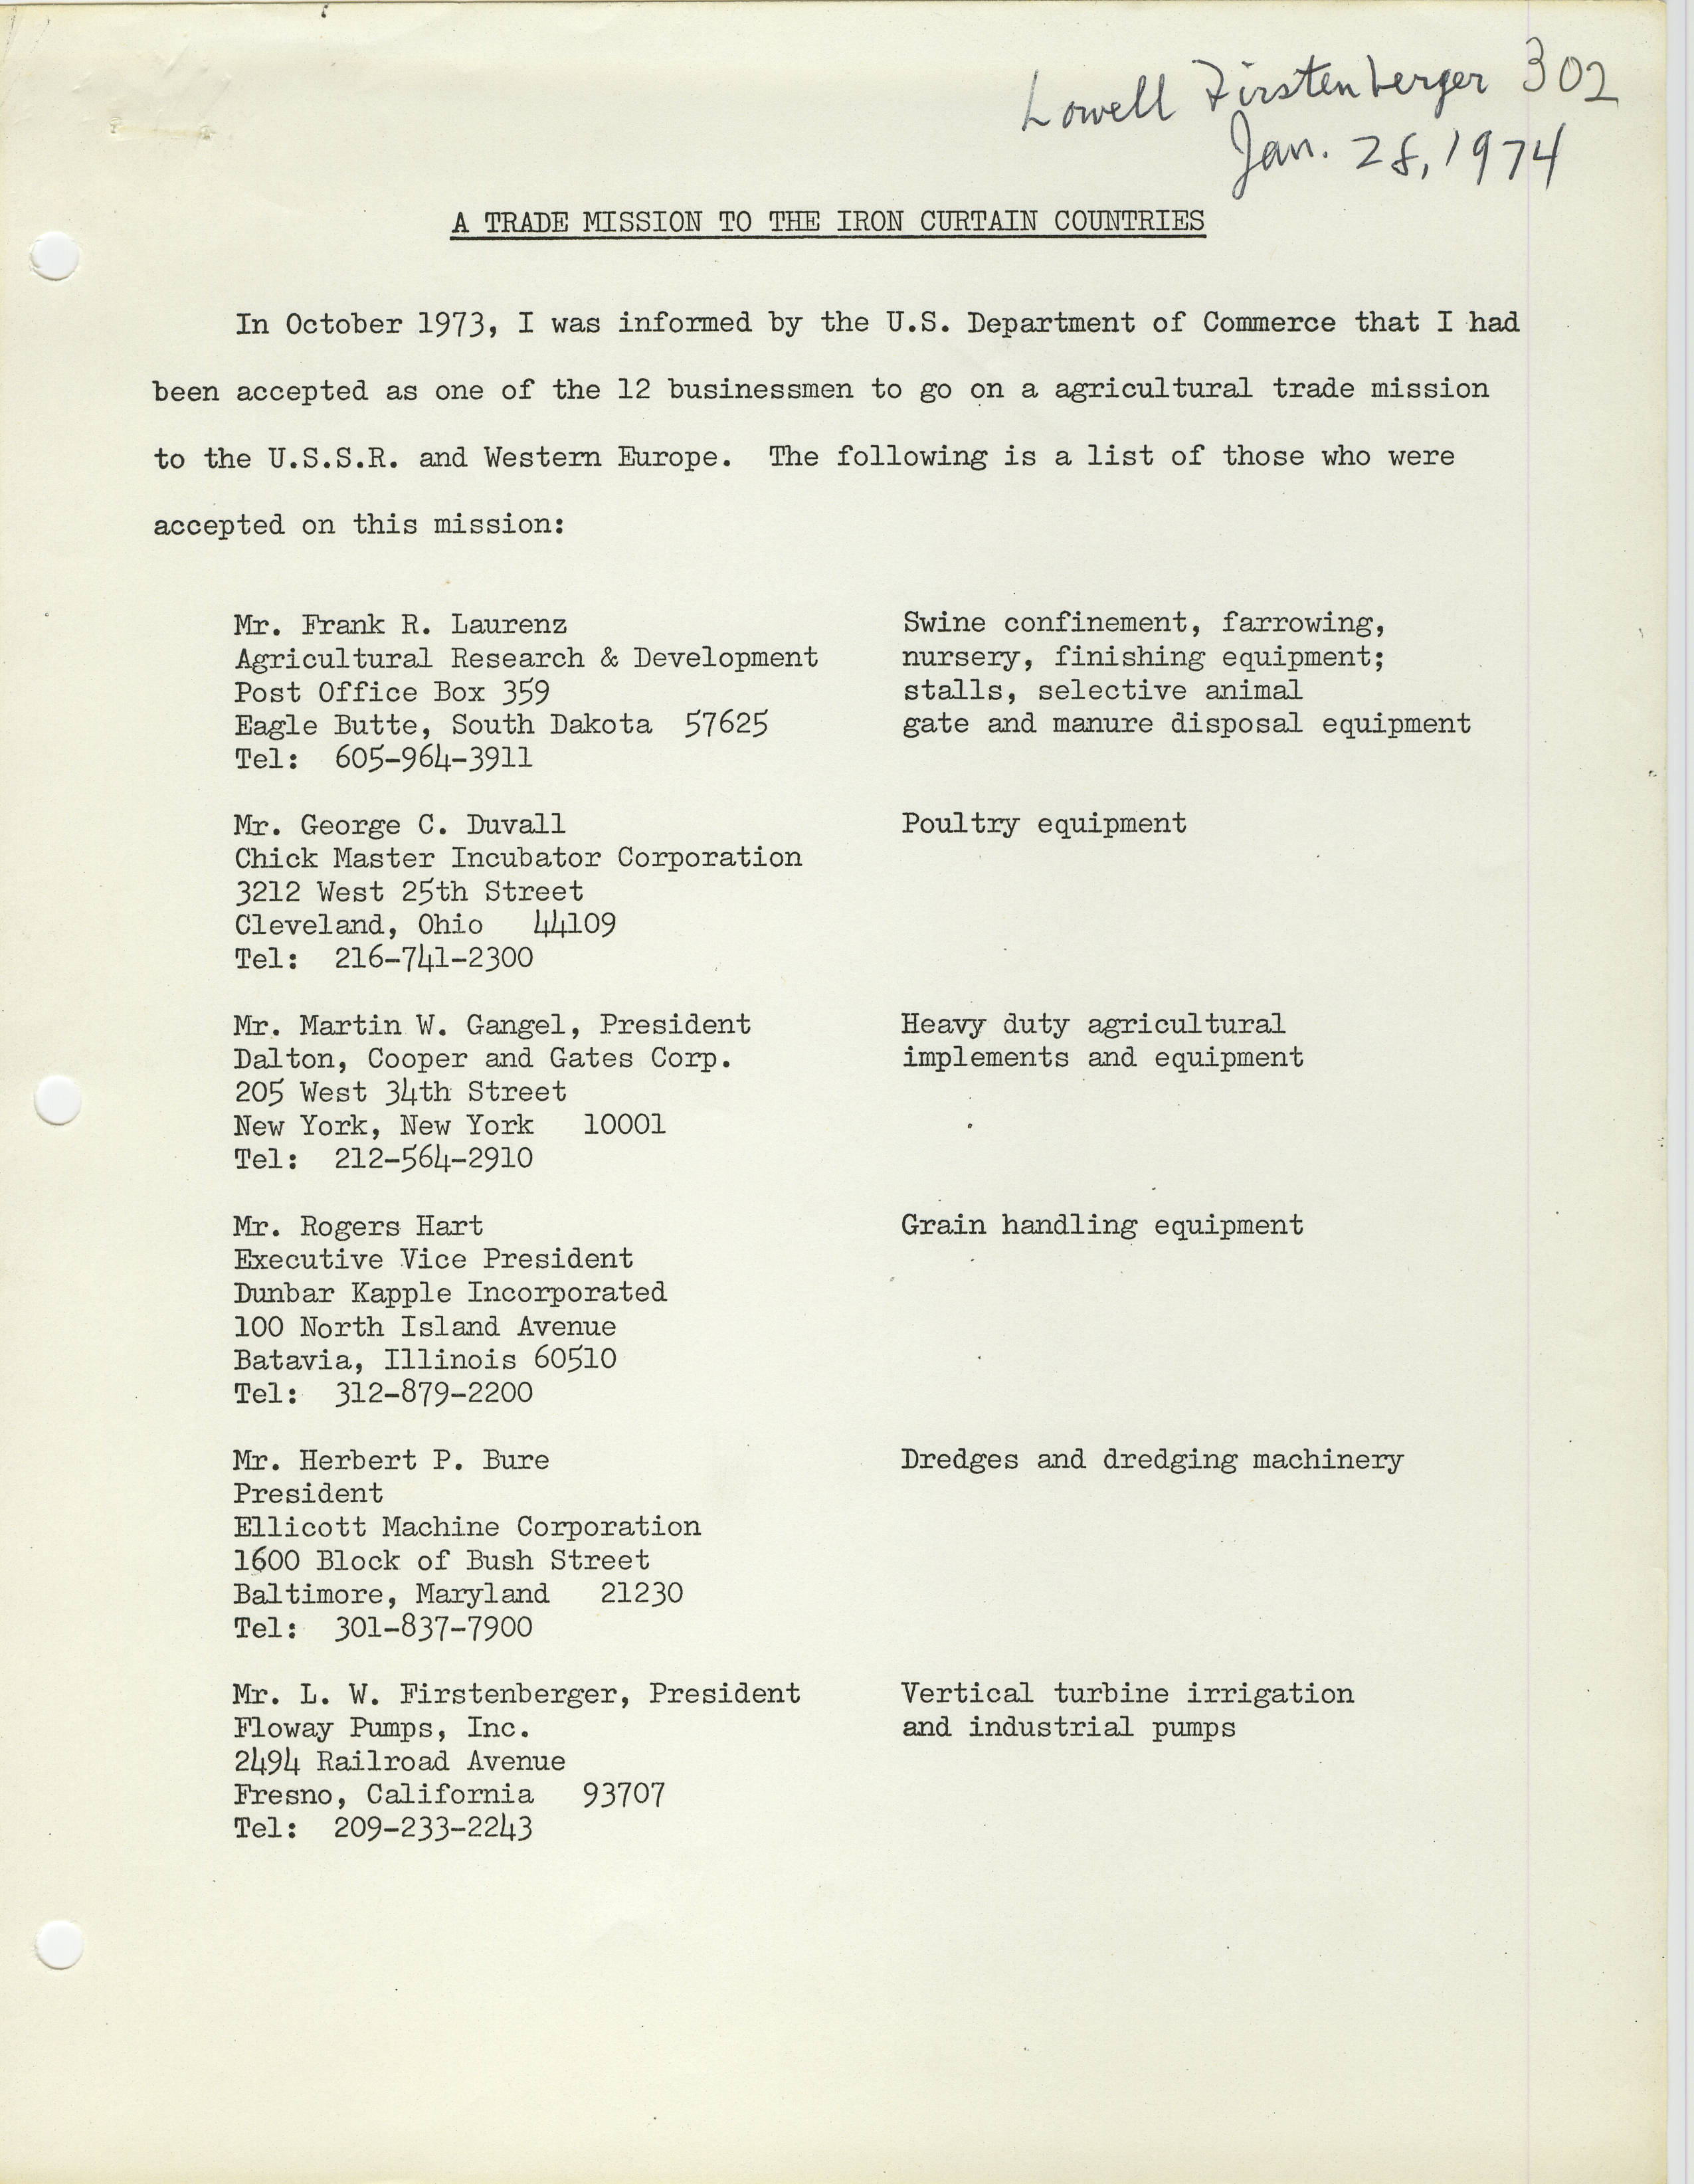 Lowell Firstenberger 302
Jan. 28, 1974
A TRADE MISSION TO THE IRON CURTAIN COUNTRIES
In October 1973, I was informed by the U.S. Department of Commerce that I had
been accepted as one of the 12 businessmen to go on a agricultural trade mission
to the U.S.S.R. and Western Europe. The following is a list of those who were
accepted on this mission:
Mr. Frank R. Laurenz
Agricultural Research & Development
Post Office Box 359
Eagle Butte, South Dakota 57625
Tel: 605-964-3911
Swine confinement, farrowing,
nursery, finishing equipment;
stalls, selective animal
gate and manure disposal equipment
Mr. George C. Duvall
Chick Master Incubator Corporation
3212 West 25th Street
Cleveland, Ohio 44109
Tel: 216-741-2300
Poultry equipment
Mr. Martin W. Gangel, President
Dalton, Cooper and Gates Corp.
205 West 34th Street
New York, New York 10001
Tel: 212-564-2910
Heavy duty agricultural
implements and equipment
Mr. Rogers Hart
Executive Vice President
Dunbar Kapple Incorporated
100 North Island Avenue
Batavia, Illinois 60510
Tel: 312-879-2200
Grain handling equipment
Mr. Herbert P. Bure
President
Ellicott Machine Corporation
1600 Block of Bush Street
Baltimore, Maryland 21230
Tel: 301-837-7900
Dredges and dredging machinery
Mr. L. W. Firstenberger, President
Floway Pumps, Inc.
2494 Railroad Avenue
Fresno, California 93707
Tel: 209-233-2243
Vertical turbine irrigation
and industrial pumps